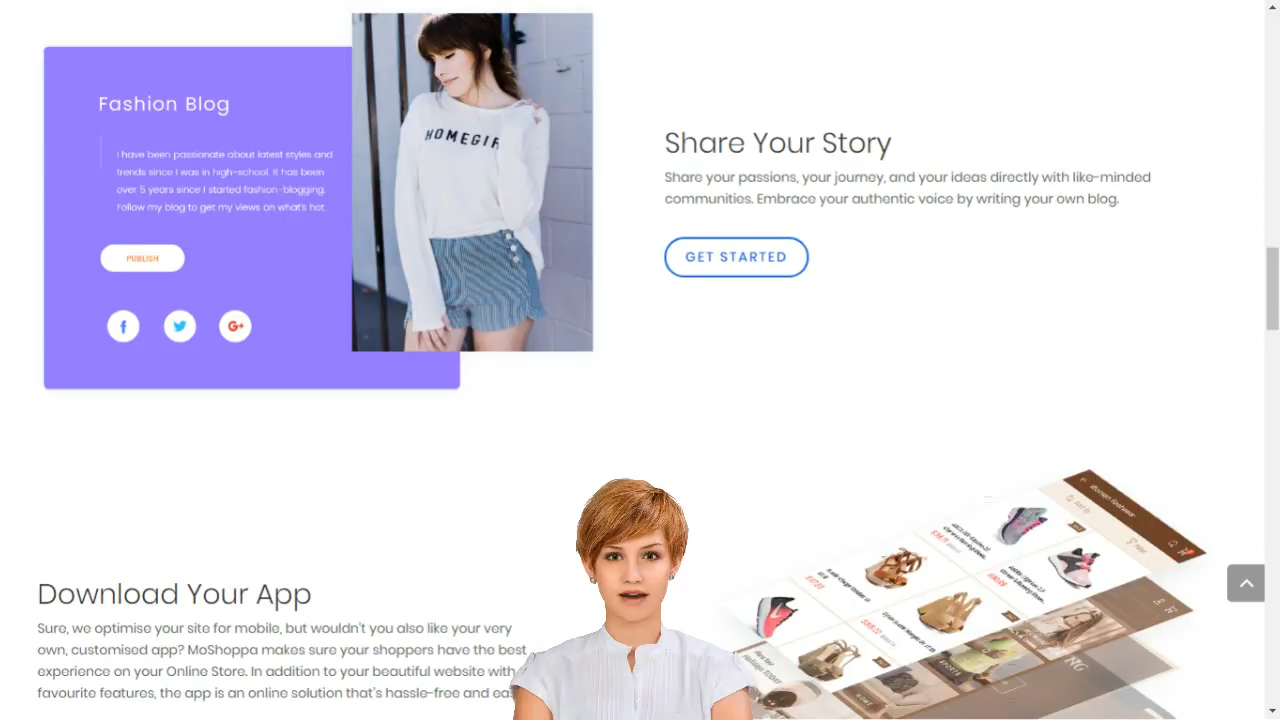 Fashion Blog
I have been passionate about latest styles and
trends since I was in high-school. It has been
over 5 years since I started fashion-blogging.
Follow my blog to get my views on what's hot.
PUBLISH
HOMEGIR
Share Your Story
Share your passions, your journey, and your ideas directly with like-minded
communities. Embrace your authentic voice by writing your own blog.
GET STARTED
Download Your App
Sure, we optimise your site for mobile, but wouldn't you also like your very
own, customised app? MoShoppa makes sure your shoppers have the best
experience on your Online Store. In addition to your beautiful website with
favourite features, the app is an online solution that's hassle-free and
Women Footwear
Sort By
Filter